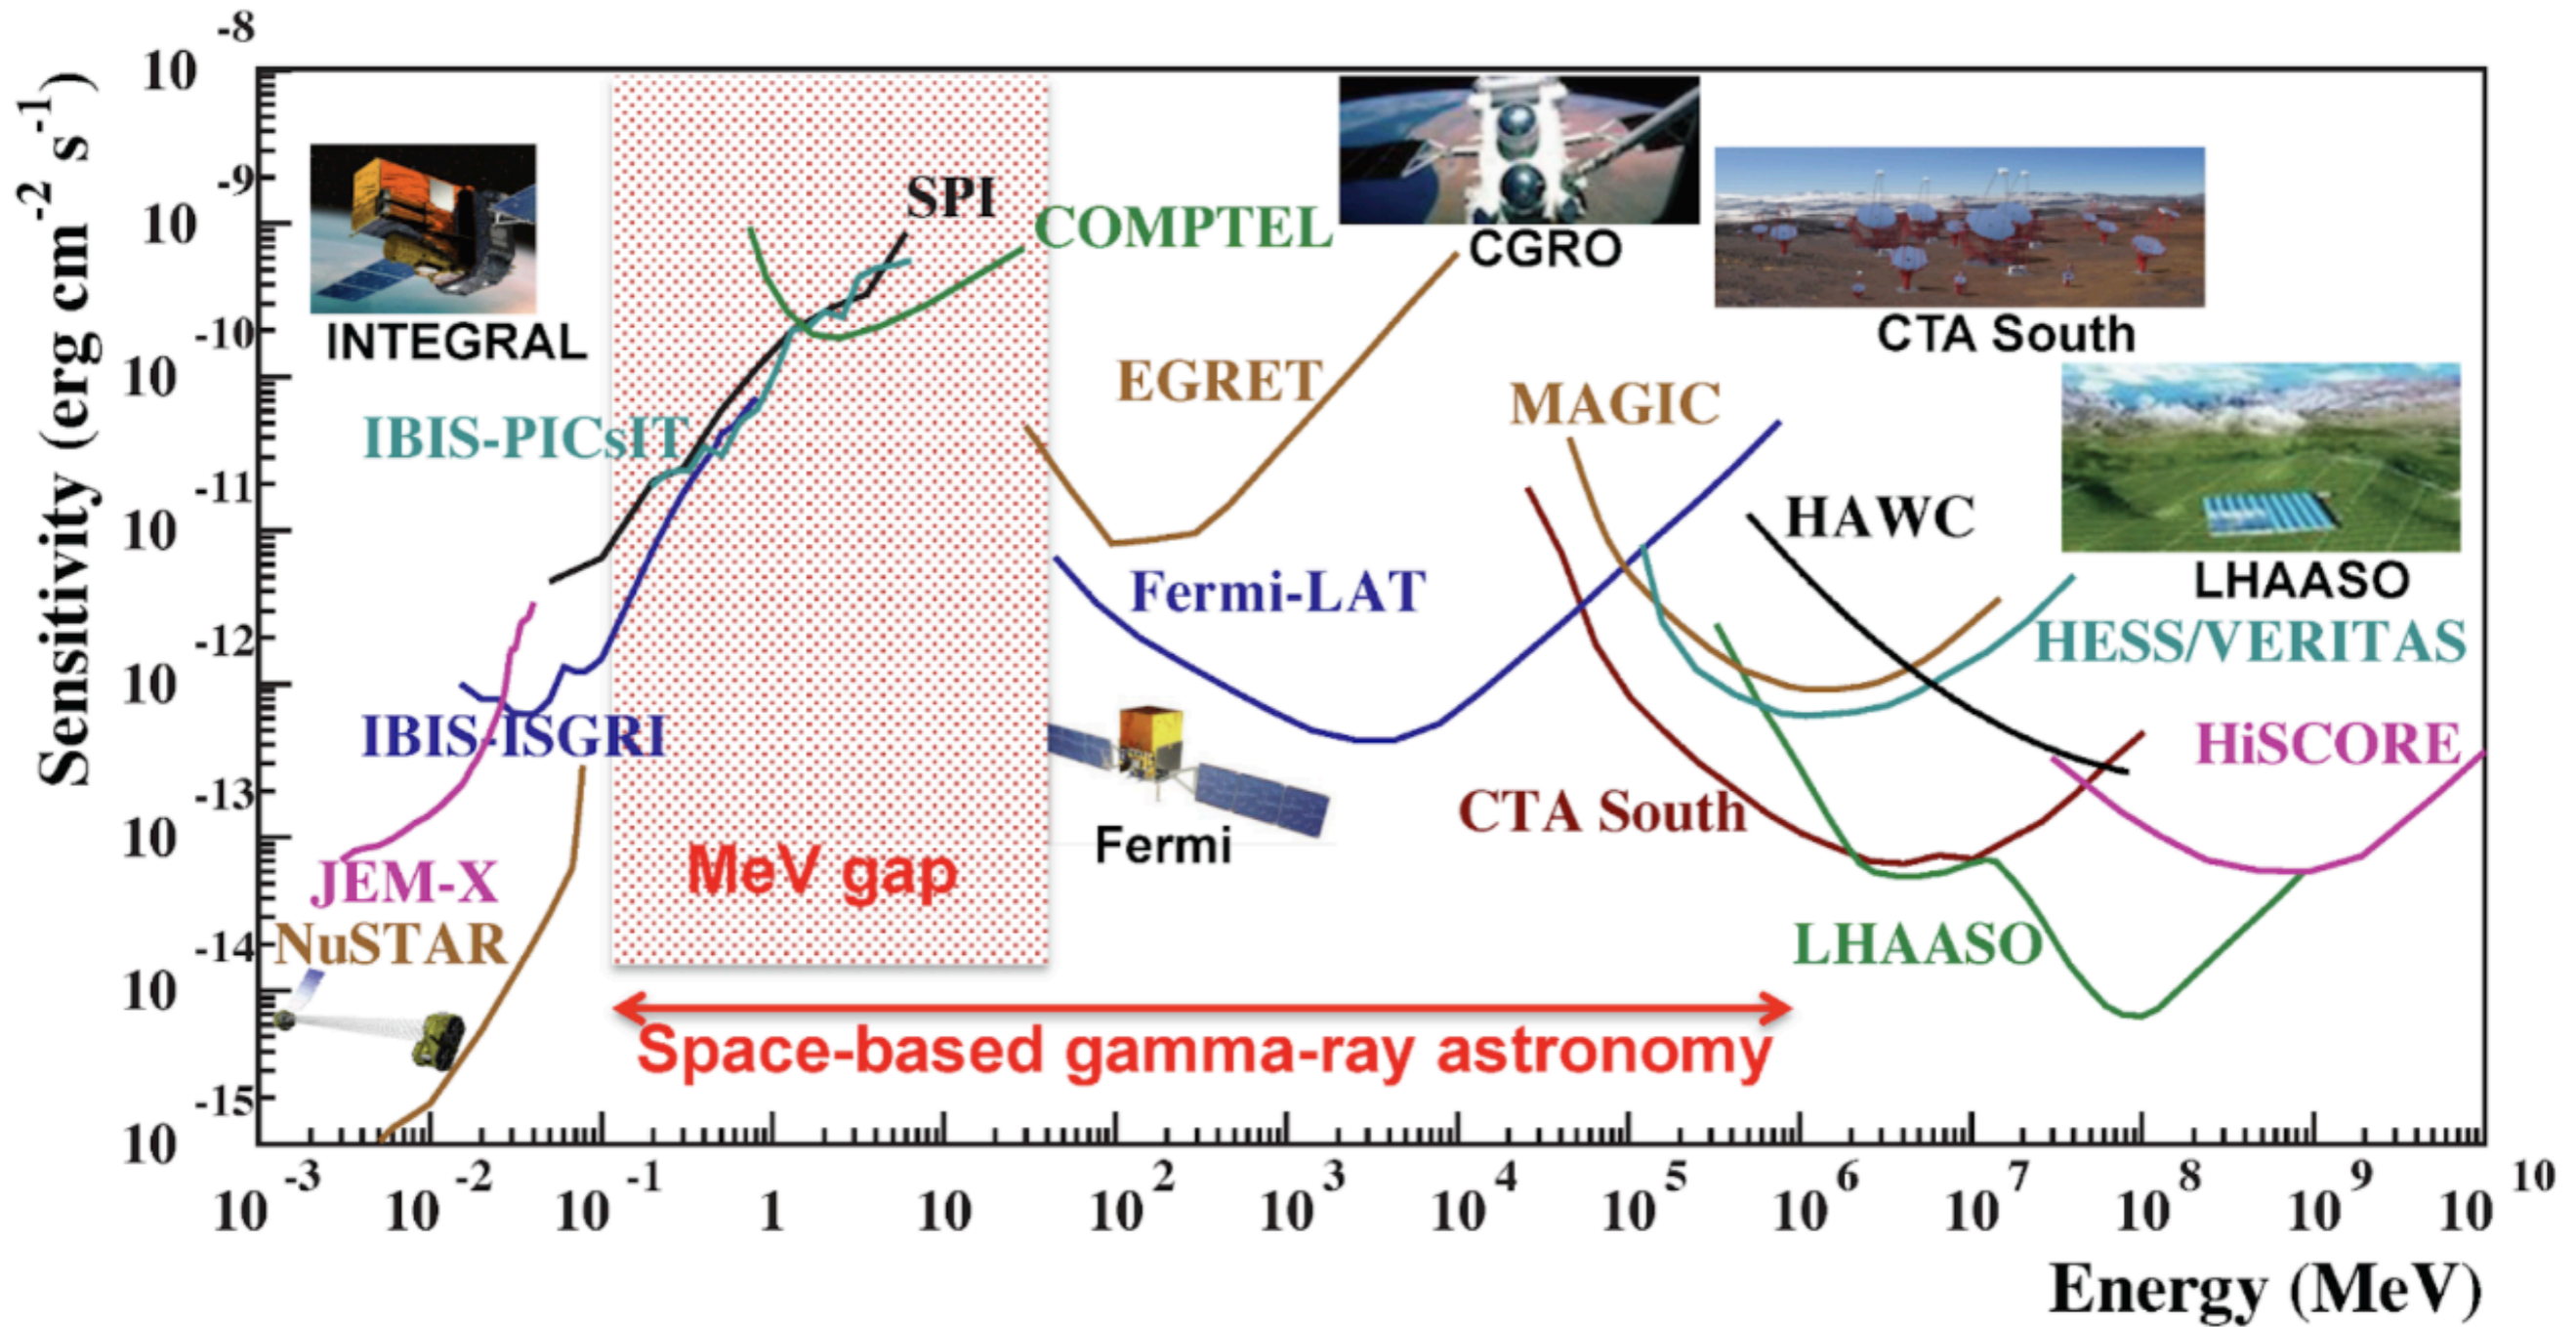 Sensitivity (erg cm-2 s-1)
10-8
10-9
10-10
10-11
10-12
10-13
10-14
10-15
INTEGRAL
SPI
COMPTEL
CGRO
CTA South
IBIS-PICsIT
EGRET
MAGIC
HAWC
LHAASO
Fermi-LAT
HESS/VERITAS
IBIS-ISGRI
HiSCORE
CTA South
Fermi
MeV gap
JEM-X
NuSTAR
LHAASO
Space-based gamma-ray astronomy
10-3 10-2 10-1 1 10 102 103 104 105 106 107 108 109 1010
Energy (MeV)